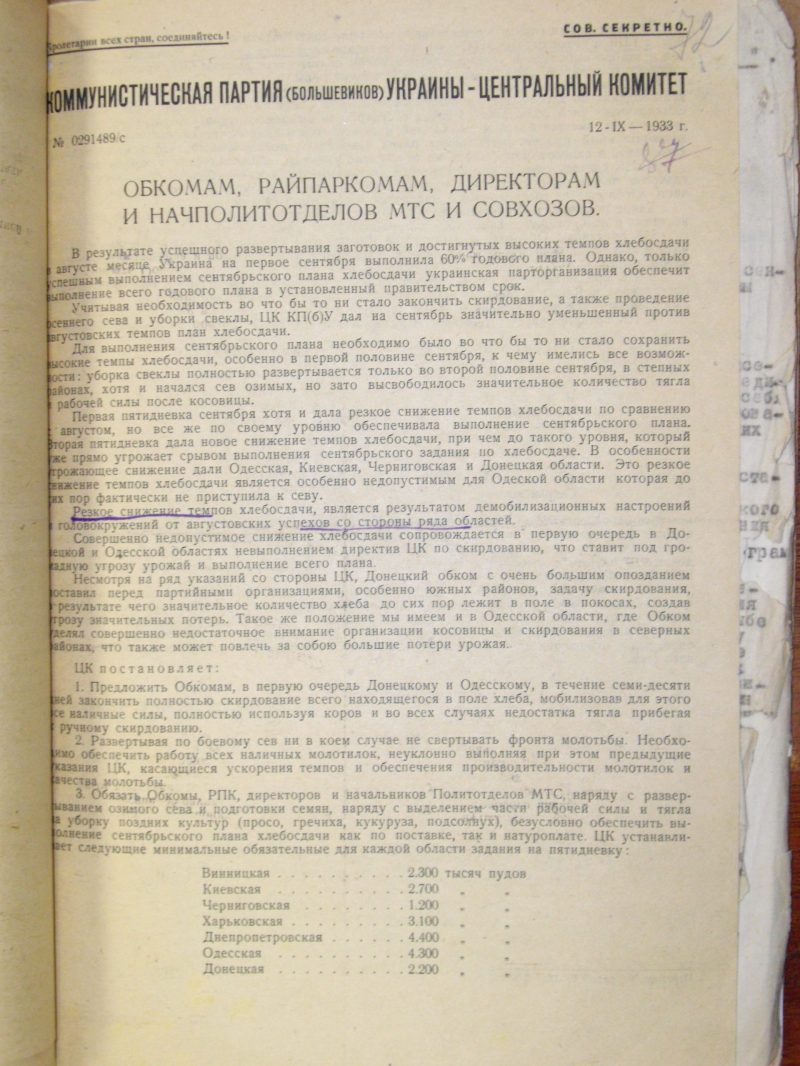 Пролетарии всех стран, соединяйтесь!
СОВ. СЕКРЕТНО.
КОММУНИСТИЧЕСКАЯ ПАРТИЯ (БОЛЬШЕВИКОВ) УКРАИНЫ-ЦЕНТРАЛЬНЫЙ КОМИТЕТ
№ 0291489 с
12-IX—1933 г.
ОБКОМАМ, РАЙПАРКОМАМ, ДИРЕКТОРАМ
И НАЧПОЛИТОТДЕЛОВ МТС И СОВХОЗОВ.
В результате успешного развертывания заготовок и достигнутых высоких темпов хлебосдачи
в августе месяце Украина на первое сентября выполнила 60% годового плана. Однако, только
успешным выполнением сентябрьского плана хлебосдачи украинская парторганизация обеспечит
выполнение всего годового плана в установленный правительством срок.
Учитывая необходимость во что бы то ни стало закончить скирдование, а также проведение
осеннего сева и уборки свеклы, ЦК КП(б)У дал на сентябрь значительно уменьшенный против
августовских темпов план хлебосдачи.
Для выполнения сентябрьского плана необходимо было во что бы то ни стало сохранить
высокие темпы хлебосдачи, особенно в первой половине сентября, к чему имелись все возмож-
ности: уборка свеклы полностью развертывается только во второй половине сентября, в степных
районах, хотя и начался сев озимых, но зато высвободилось значительное количество тягла
и рабочей силы после косовицы.
Первая пятидневка сентября хотя и дала резкое снижение темпов хлебосдачи по сравнению
с августом, но все же по своему уровню обеспечивала выполнение сентябрьского плана.
Вторая пятидневка дала новое снижение темпов хлебосдачи, при чем до такого уровня, который
уже прямо угрожает срывом выполнения сентябрьского задания по хлебосдаче. В особенности
угрожающее снижение дали Одесская, Киевская, Черниговская и Донецкая области. Это резкое
снижение темпов хлебосдачи является особенно недопустимым для Одеской области которая до
сих пор фактически не приступила к севу.
Резкое снижение темпов хлебосдачи, является результатом демобилизационных настроений
и головокружений от августовских успехов со стороны ряда областей.
Совершенно недопустимое снижение хлебосдачи сопровождается в первую очередь в До-
нецкой и Одесской областях невыполнением директив ЦК по скирдованию, что ставит под гро-
мадную угрозу урожай и выполнение всего плана.
Несмотря на ряд указаний со стороны ЦК, Донецкий обком с очень большим опозданием
поставил перед партийными организациями, особенно южных районов, задачу скирдования,
в результате чего значительное количество хлеба до сих пор лежит в поле в покосах, создав
угрозу значительных потерь. Такое же положение мы имеем и в Одесской области, где Обком
уделял совершенно недостаточное внимание организации косовицы и скирдования в северных
районах, что также может повлечь за собою большие потери урожая.
ЦК постановляет:
1. Предложить Обкомам, в первую очередь Донецкому и Одесскому, в течение семи-десяти
дней закончить полностью скирдование всего находящегося в поле хлеба, мобилизовав для этого
все наличные силы, полностью используя коров и во всех случаях недостатка тягла прибегая
к ручному скирдованию.
2. Развертывая по боевому сев ни в коем случае не свертывать фронта молотьбы. Необхо-
димо обеспечить работу всех наличных молотилок, неуклонно выполняя при этом предыдущие
указания ЦК, касающиеся ускорения темпов и обеспечения производительности молотилок и
качества молотьбы.
3. Обязать Обкомы, РПК, директоров и начальников Политотделов МТС, наряду с развер-
тыванием озимого сева и подготовки семян, наряду с выделением части рабочей силы и тягла
на уборку поздних культур (просо, гречиха, кукуруза, подсолнух), безусловно обеспечить вы-
полнение сентябрьского плана хлебосдачи как по поставке, так и натуроплате. ЦК устанавли-
вает следующие минимальные обязательные для каждой области задания на пятидневку:
Винницкая . . . . . . . . . . 2.300 тысяч пудов
Киевская . . . . . . . . . . 2.700 „ „
Черниговская . . . . . . . . 1.200 „ „
Харьковская . . . . . . . . . 3.100 „ „
Днепропетровская . . . . . . 4.400 „ „
Одесская . . . . . . . . . . 4.300 „ „
Донецкая . . . . . . . . . . 2.200 „ „